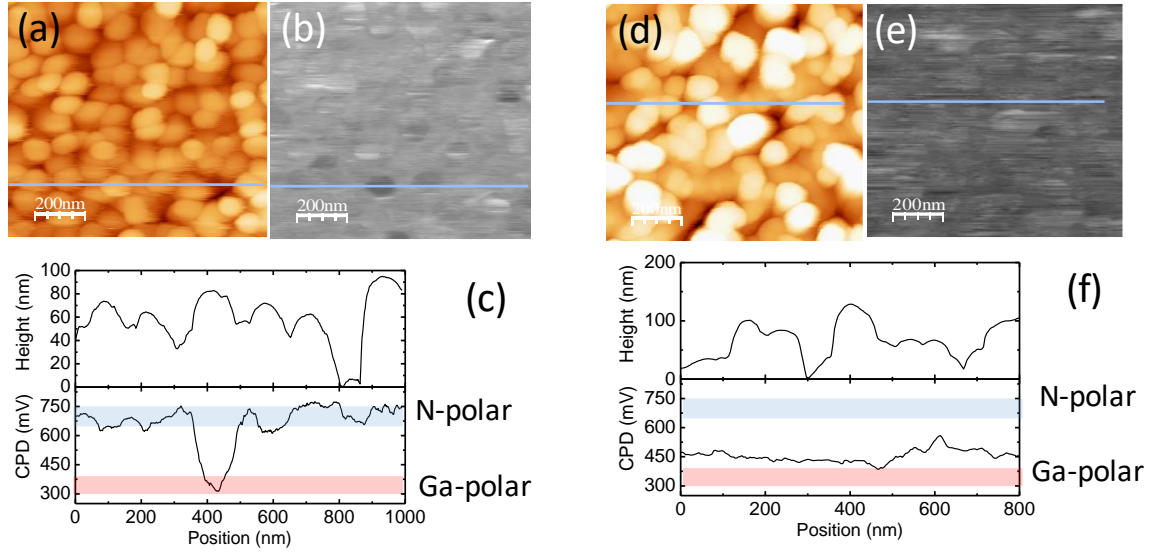 (a)
(b)
200nm
200nm
(d)
(e)
200nm
200nm
(c)
Height (nm)
100
80
60
40
20
0
CPD (mV)
750
600
450
300
0 200 400 600 800 1000
Position (nm)
N-polar
Ga-polar
(f)
Height (nm)
200
100
0
CPD (mV)
750
600
450
300
0 200 400 600 800
Position (nm)
N-polar
Ga-polar